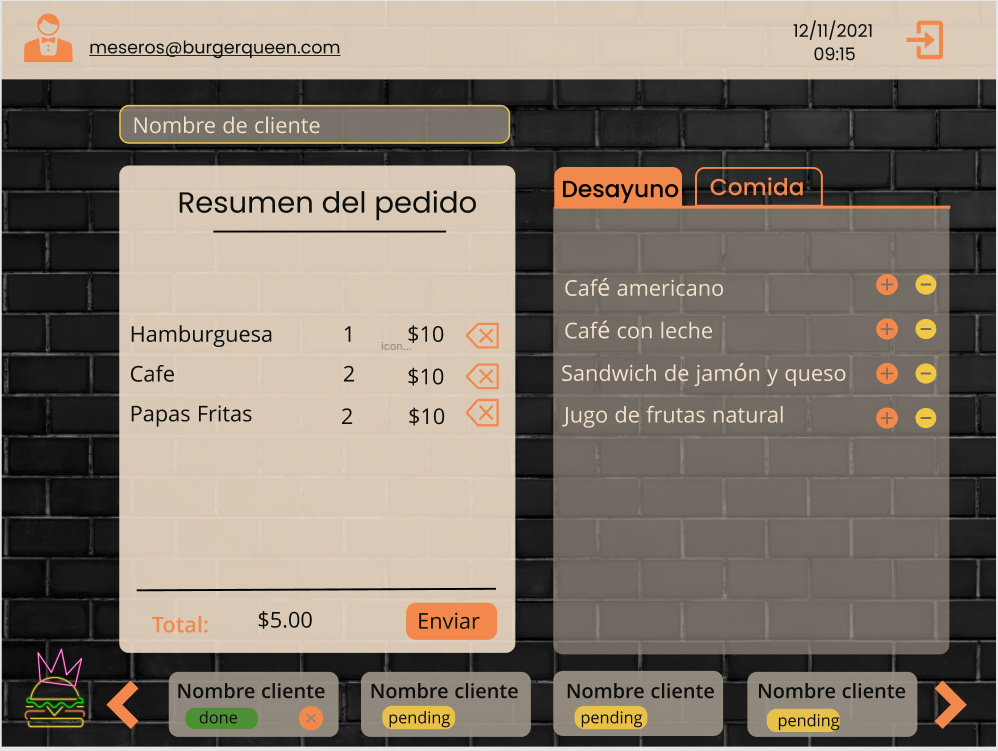 meseros@burgerqueen.com
12/11/2021
09:15
Nombre de cliente
Resumen del pedido
Hamburguesa 1 icon... $10
Cafe 2 $10
Papas Fritas 2 $10
Total: $5.00 Enviar
Desayuno Comida
Café americano
Café con leche
Sandwich de jamón y queso
Jugo de frutas natural
Nombre cliente
done
Nombre cliente
pending
Nombre cliente
pending
Nombre cliente
pending